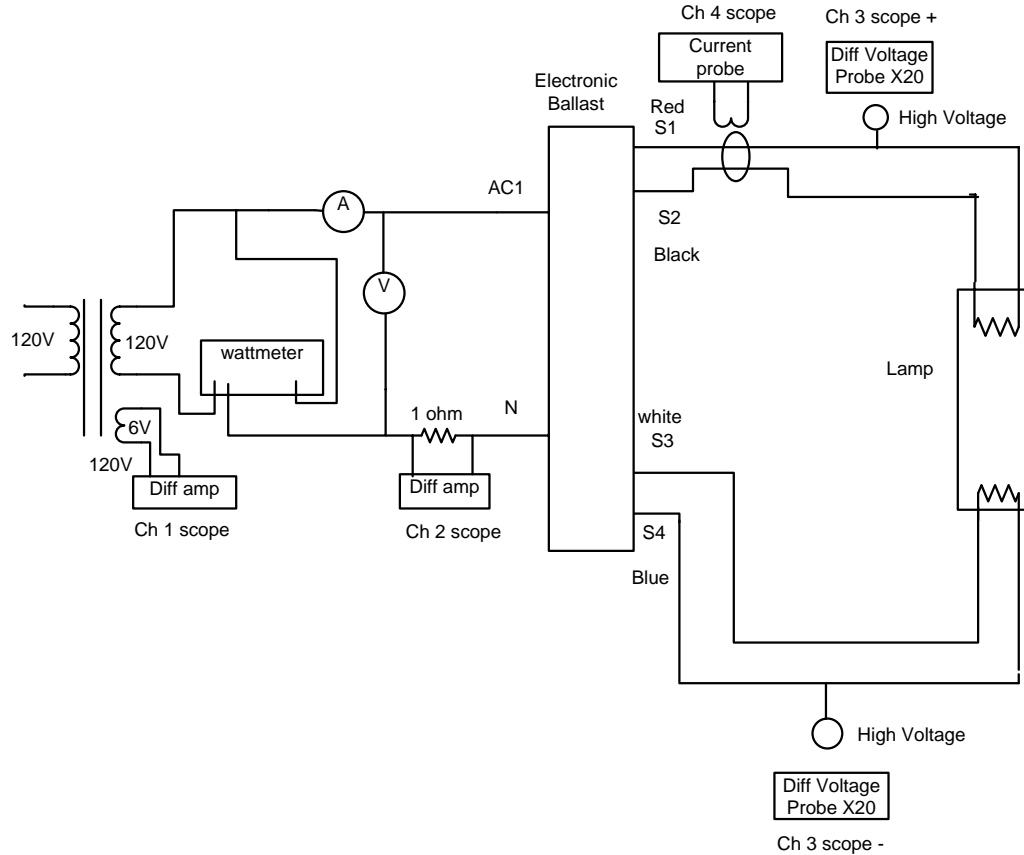 Ch 4 scope
Ch 3 scope +
Current
probe
Diff Voltage
Probe X20
Electronic
Ballast
Red
S1
High Voltage
AC1
A
S2
Black
V
120V
120V
wattmeter
Lamp
1 ohm
N
white
S3
6V
120V
Diff amp
Diff amp
Ch 1 scope
Ch 2 scope
S4
Blue
High Voltage
Diff Voltage
Probe X20
Ch 3 scope -